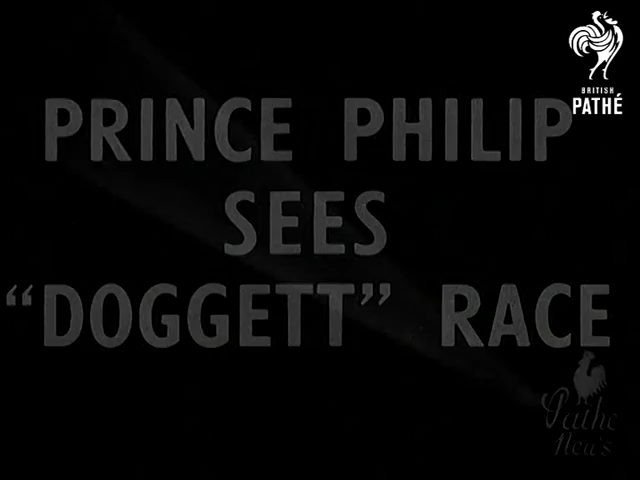 BRITISH
PATHÉ
PRINCE PHILIP
SEES
“DOGGETT” RACE
Pathe
News